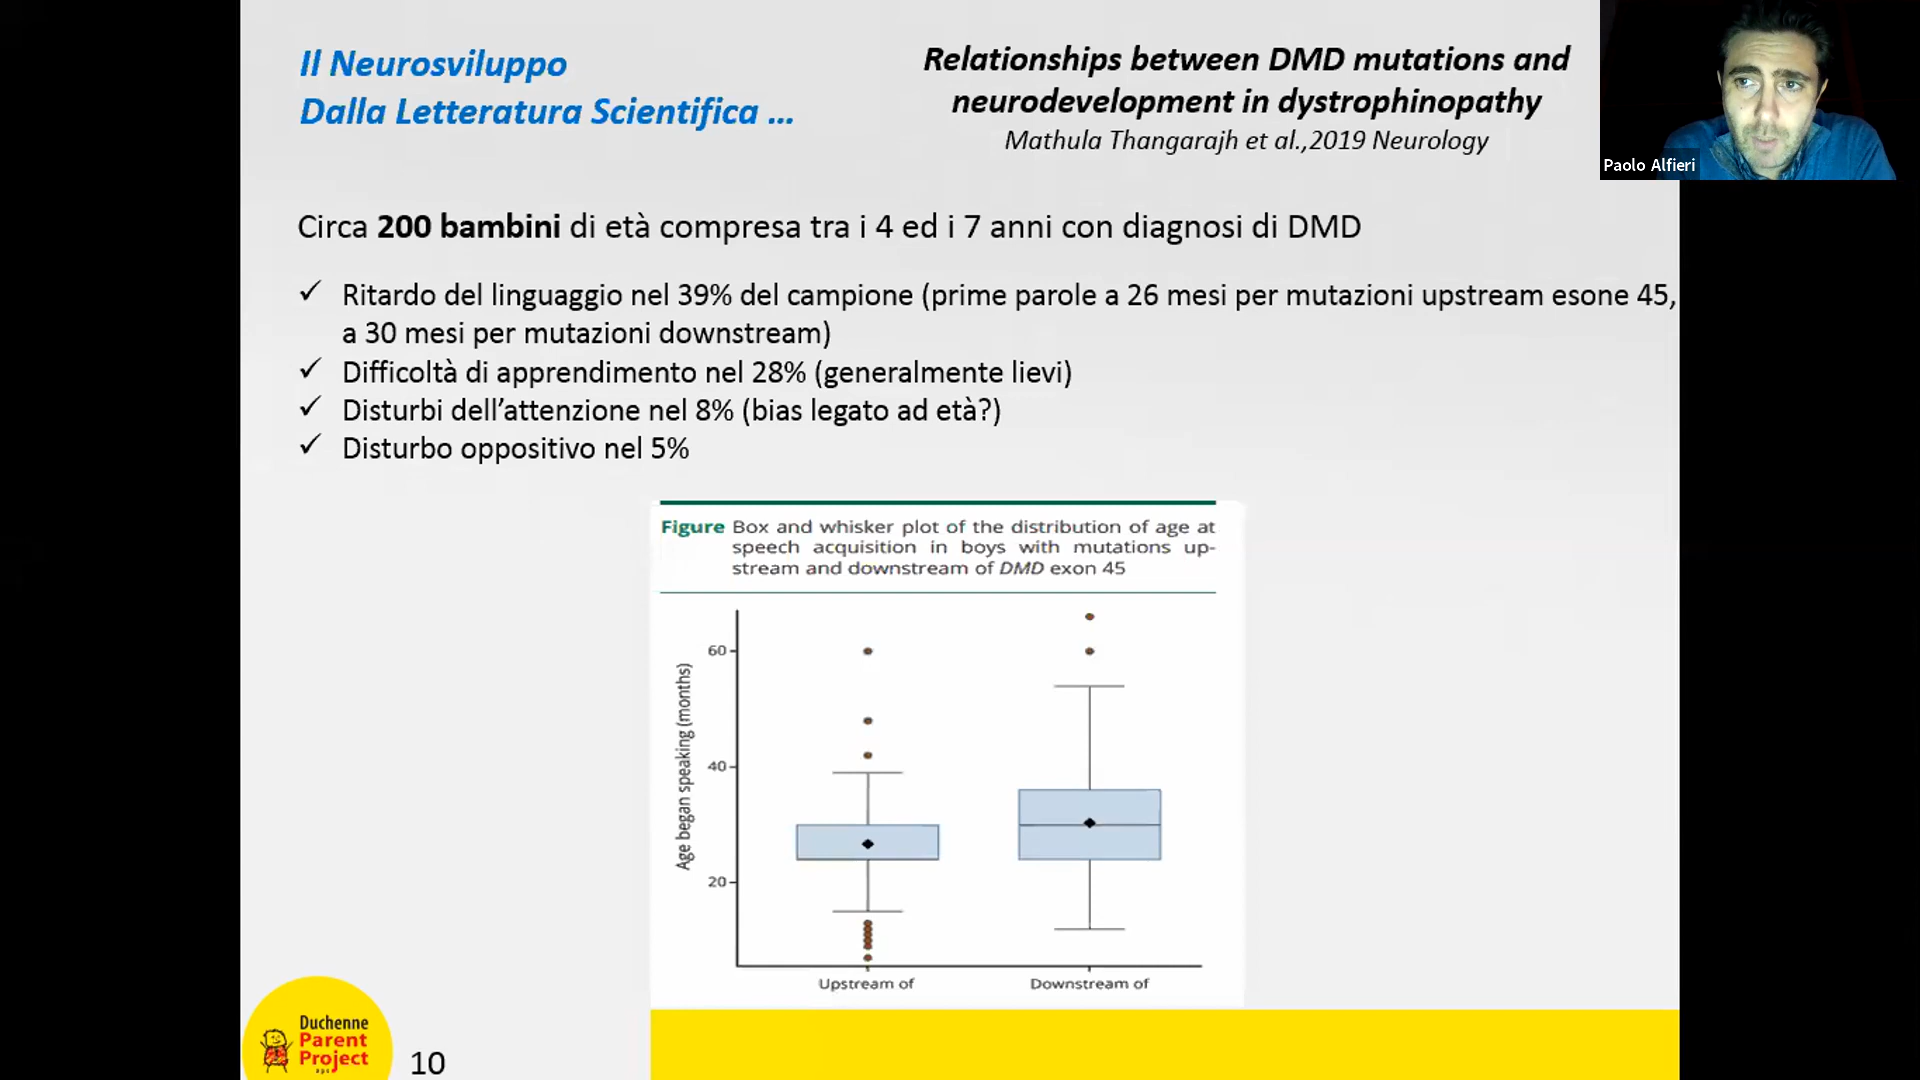 Il Neurosviluppo
Dalla Letteratura Scientifica ...
Relationships between DMD mutations and
neurodevelopment in dystrophinopathy
Mathula Thangarajh et al.,2019 Neurology
Paolo Alfieri
Circa 200 bambini di età compresa tra i 4 ed i 7 anni con diagnosi di DMD
✓ Ritardo del linguaggio nel 39% del campione (prime parole a 26 mesi per mutazioni upstream esone 45,
a 30 mesi per mutazioni downstream)
✓ Difficoltà di apprendimento nel 28% (generalmente lievi)
✓ Disturbi dell’attenzione nel 8% (bias legato ad età?)
✓ Disturbo oppositivo nel 5%
Figure Box and whisker plot of the distribution of age at
speech acquisition in boys with mutations up-
stream and downstream of DMD exon 45
Age began speaking (months)
60
40
20
Upstream of
Downstream of
Duchenne
Parent
Project
aps
10